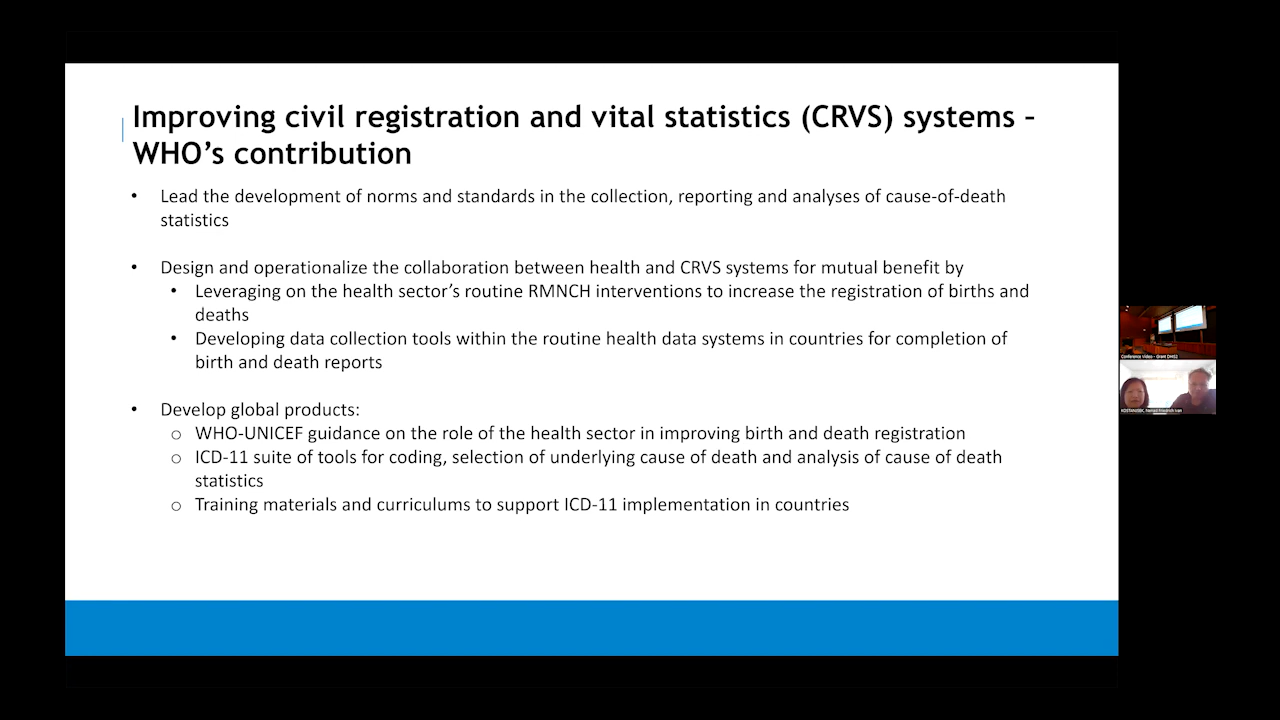 Improving civil registration and vital statistics (CRVS) systems –
WHO's contribution
• Lead the development of norms and standards in the collection, reporting and analyses of cause-of-death
statistics
• Design and operationalize the collaboration between health and CRVS systems for mutual benefit by
• Leveraging on the health sector's routine RMNCH interventions to increase the registration of births and
deaths
• Developing data collection tools within the routine health data systems in countries for completion of
birth and death reports
• Develop global products:
o WHO-UNICEF guidance on the role of the health sector in improving birth and death registration
o ICD-11 suite of tools for coding, selection of underlying cause of death and analysis of cause of death
statistics
o Training materials and curriculums to support ICD-11 implementation in countries
Conference Video - Grant DHIS2
Friedrich Ivan